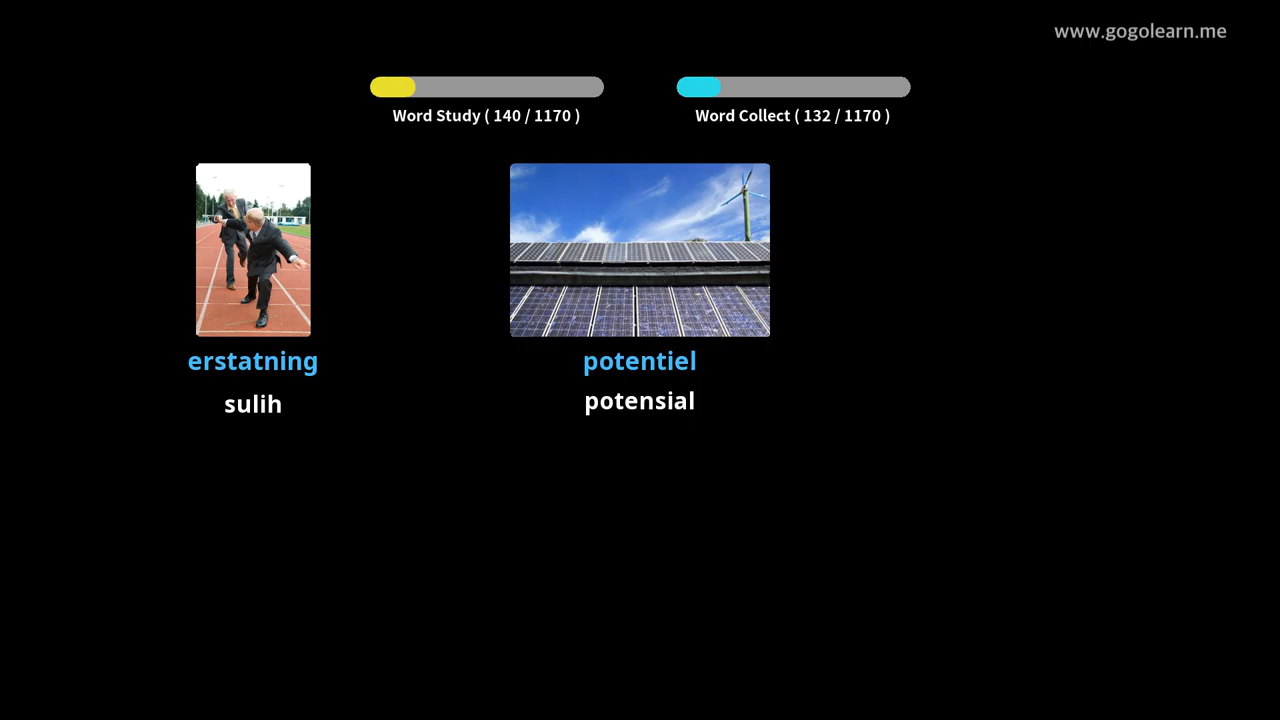 www.gogolearn.me
Word Study ( 140 / 1170 )
Word Collect ( 132 / 1170 )
erstatning
potentiel
sulih
potensial